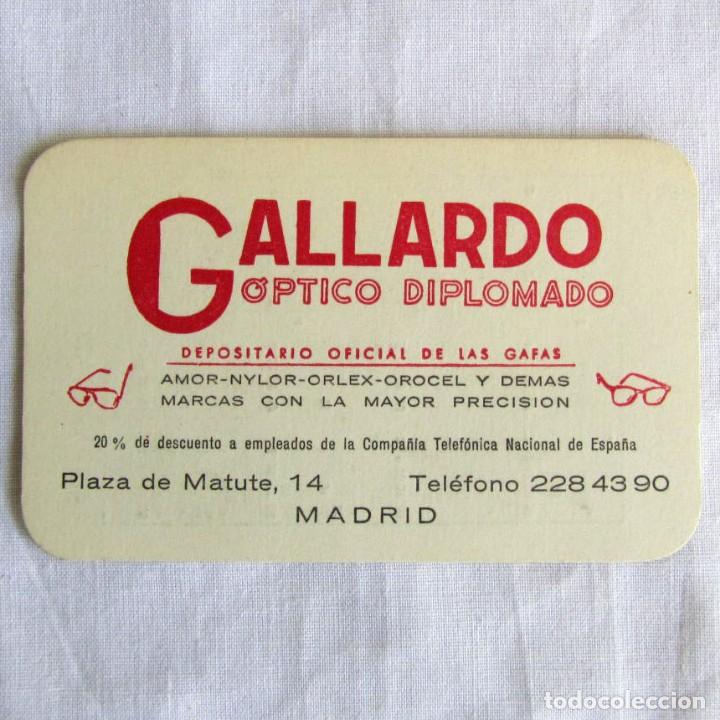 GALLARDO
ÓPTICO DIPLOMADO
DEPOSITARIO OFICIAL DE LAS GAFAS
AMOR-NYLOR-ORLEX-OROCEL Y DEMAS
MARCAS CON LA MAYOR PRECISION
20 % de descuento a empleados de la Compañía Telefónica Nacional de España
Plaza de Matute, 14 Teléfono 228 43 90
MADRID
todocoleccion